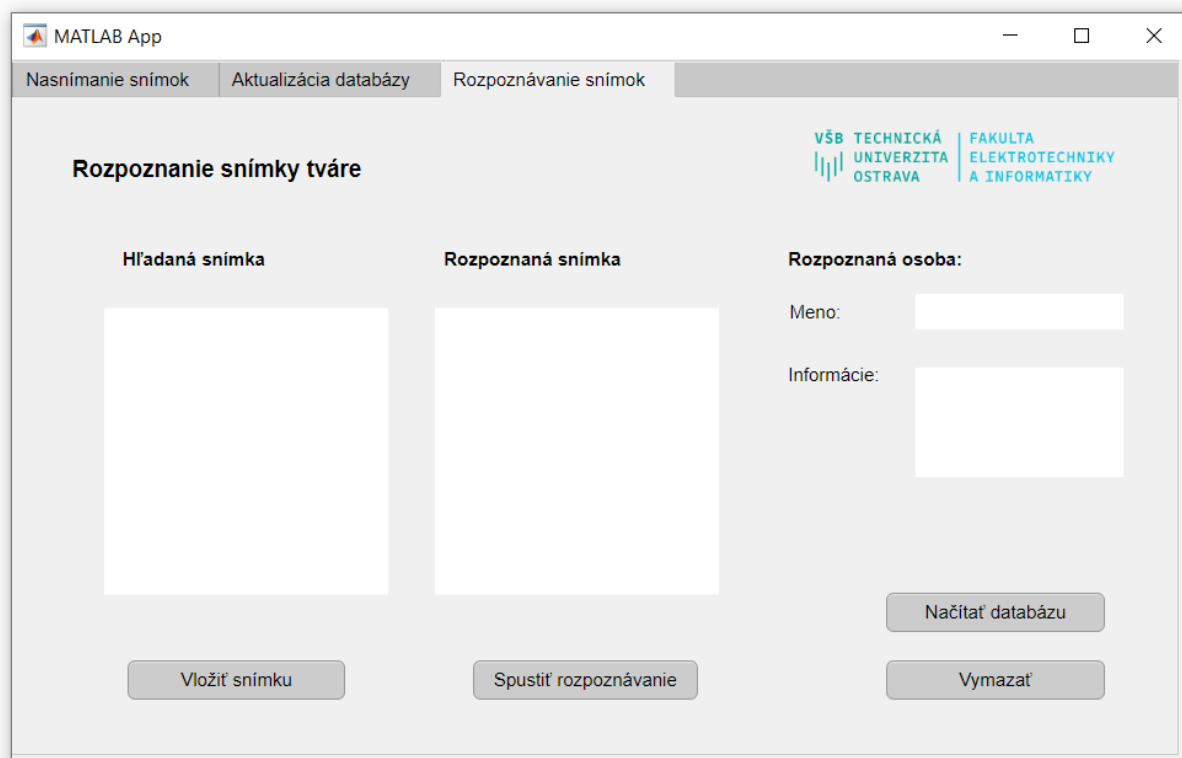 MATLAB App
Nasnímanie snímok
Aktualizácia databázy
Rozpoznávanie snímok
Rozpoznanie snímky tváre
VŠB TECHNICKÁ
UNIVERZITA
OSTRAVA
FAKULTA
ELEKTROTECHNIKY
A INFORMATIKY
Hľadaná snímka
Rozpoznaná snímka
Rozpoznaná osoba:
Meno:
Informácie:
Načítať databázu
Vložiť snímku
Spustiť rozpoznávanie
Vymazať